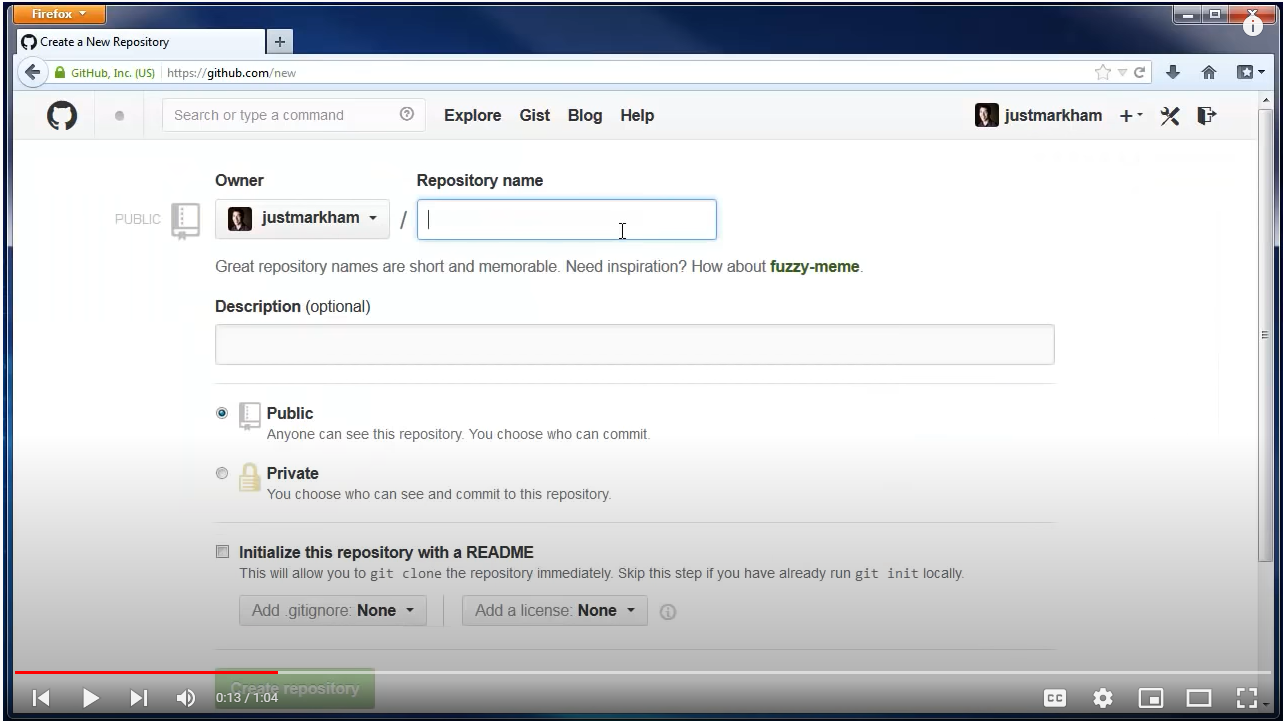 Firefox
Create a New Repository
GitHub, Inc. (US) https://github.com/new
Search or type a command
Explore Gist Blog Help
justmarkham
Owner
Repository name
PUBLIC
justmarkham /
Great repository names are short and memorable. Need inspiration? How about fuzzy-meme.
Description (optional)
Public
Anyone can see this repository. You choose who can commit.
Private
You choose who can see and commit to this repository.
Initialize this repository with a README
This will allow you to git clone the repository immediately. Skip this step if you have already run git init locally.
Add .gitignore: None Add a license: None
Create repository
0:13 / 1:04
CC